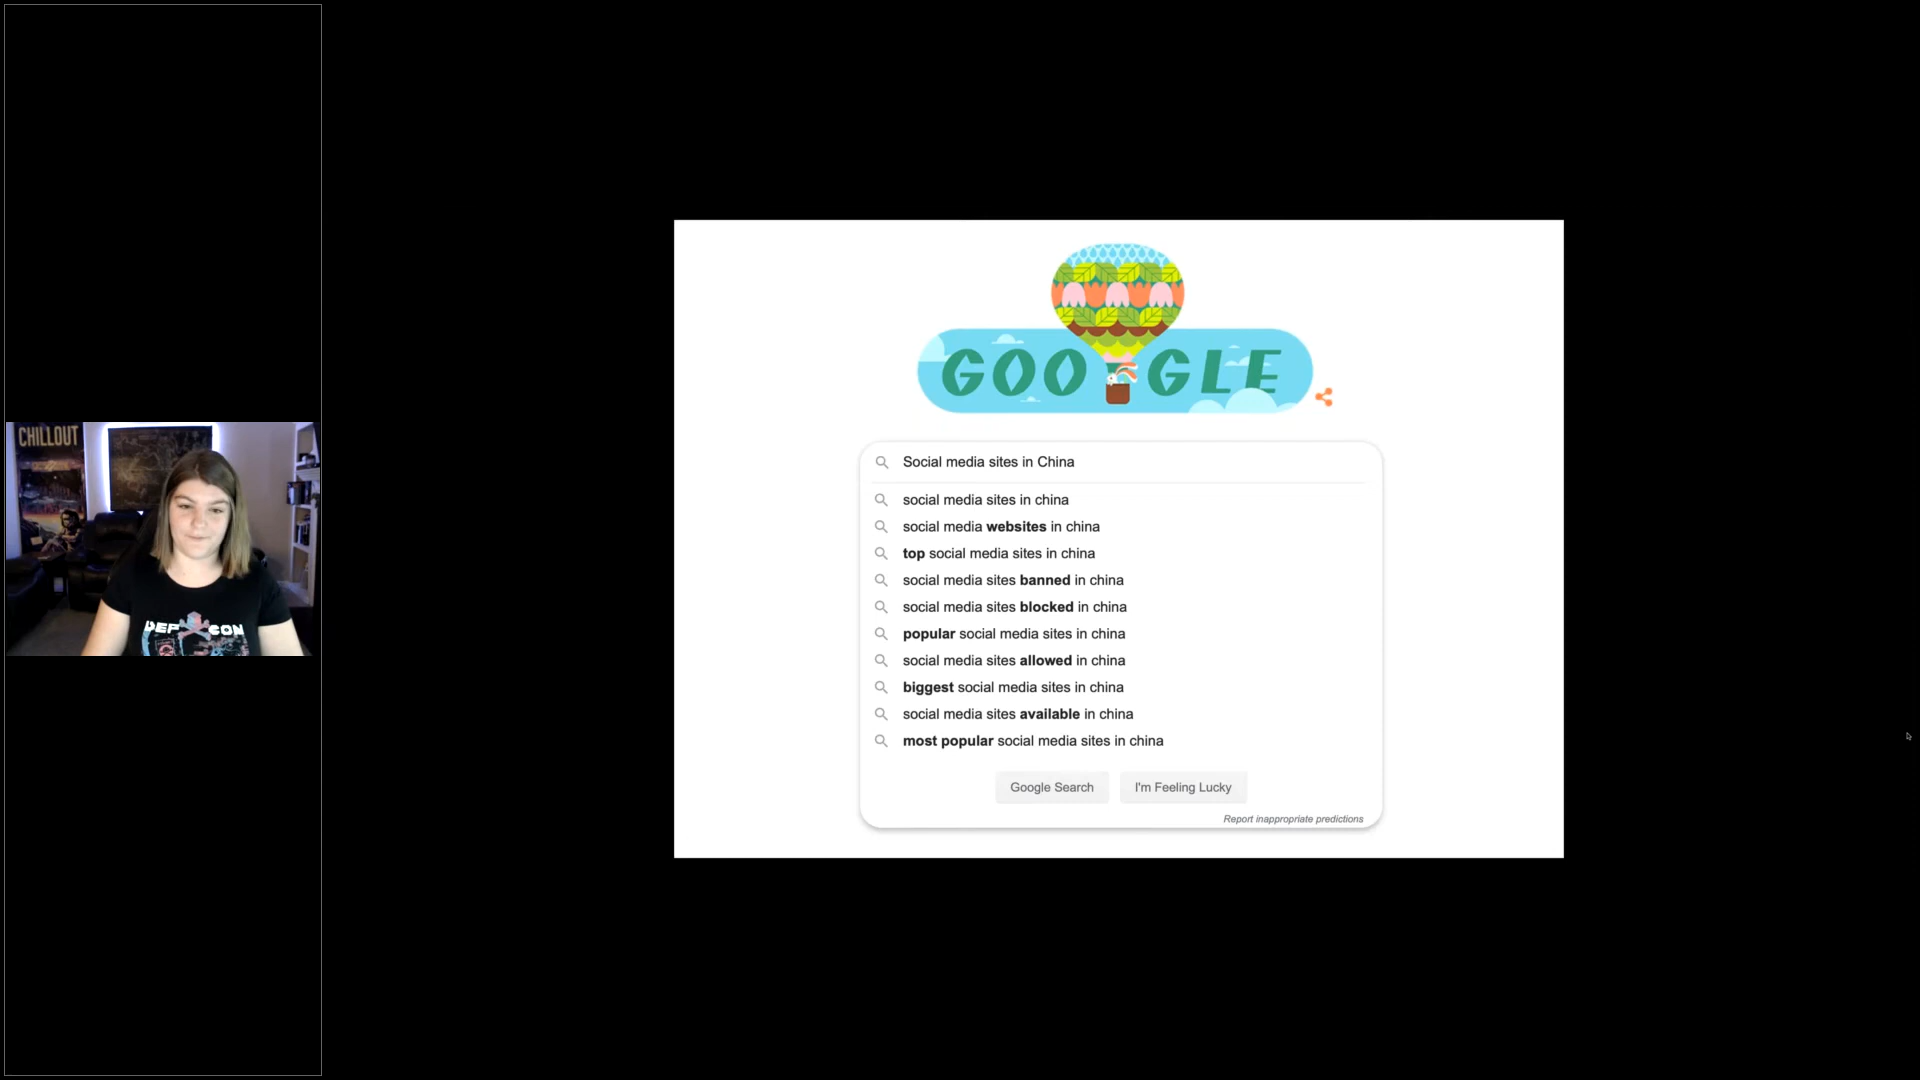 CHILLOUT
DEF CON
GOOGLE
Social media sites in China
social media sites in china
social media websites in china
top social media sites in china
social media sites banned in china
social media sites blocked in china
popular social media sites in china
social media sites allowed in china
biggest social media sites in china
social media sites available in china
most popular social media sites in china
Google Search
I'm Feeling Lucky
Report inappropriate predictions